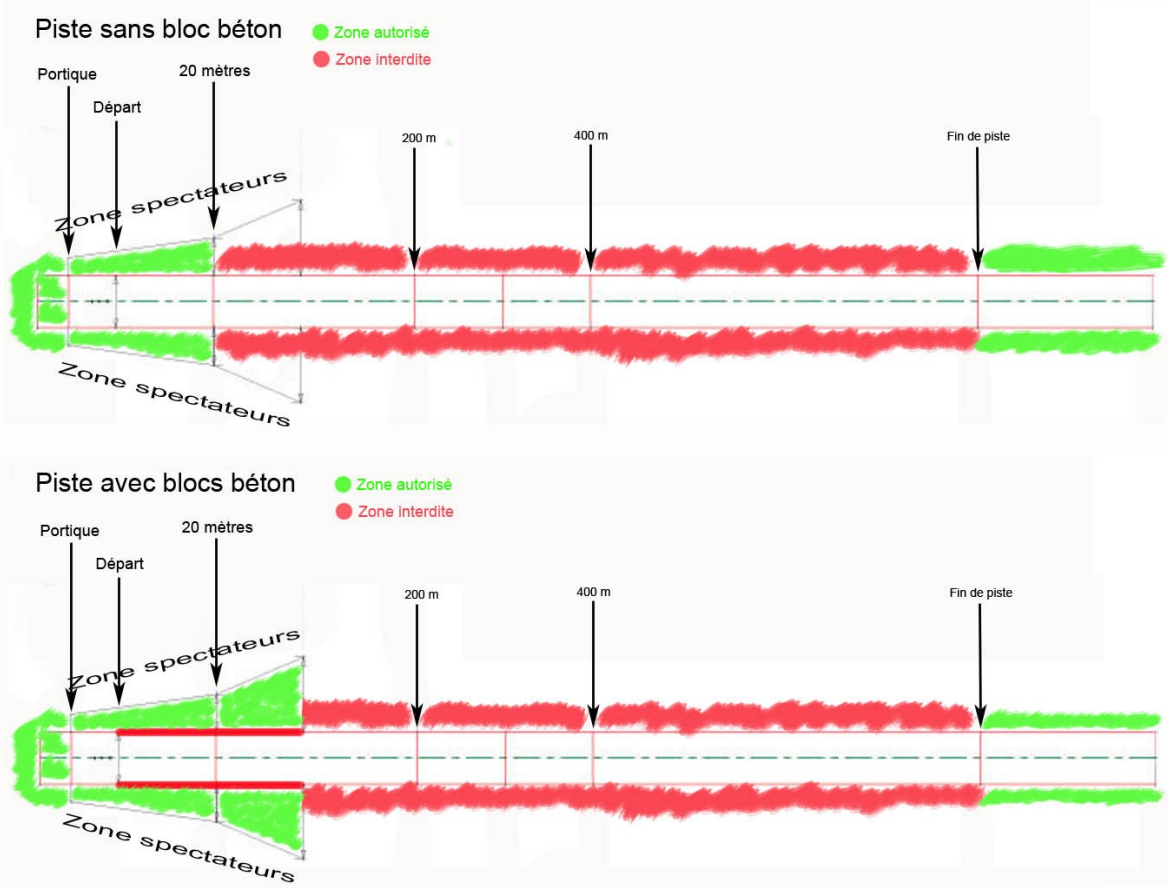 Piste sans bloc béton
Zone autorisé
Zone interdite
Portique
20 mètres
Départ
200 m
400 m
Fin de piste
Zone spectateurs
Zone spectateurs
Piste avec blocs béton
Zone autorisé
Zone interdite
Portique
20 mètres
Départ
200 m
400 m
Fin de piste
Zone spectateurs
Zone spectateurs